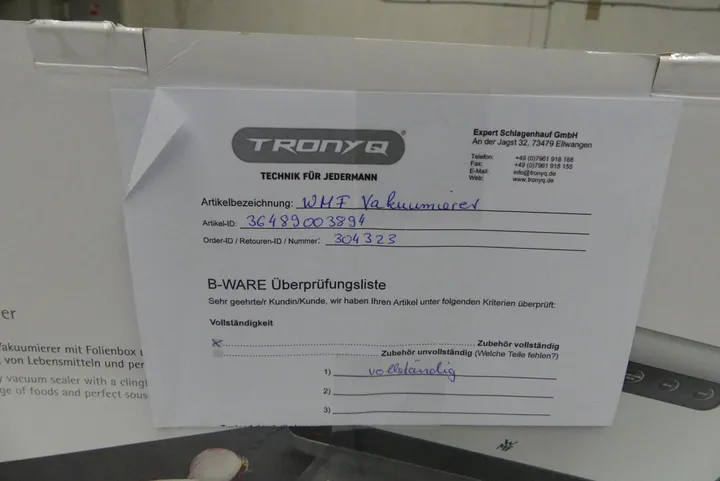 TRONYQ®
TECHNIK FÜR JEDERMANN
Expert Schlagenhauf GmbH
An der Jagst 32, 73479 Ellwangen
Telefon: +49 (0)7961 918 188
Fax: +49 (0)7961 918 155
E-Mail: info@tronyq.de
Web: www.tronyq.de
Artikelbezeichnung: WMF Vakuumierer
Artikel-ID: 36489003894
Order-ID / Retouren-ID / Nummer: 304323
B-WARE Überprüfungsliste
Sehr geehrte/r Kundin/Kunde, wir haben Ihren Artikel unter folgenden Kriterien überprüft:
Vollständigkeit
x Zubehör vollständig
Zubehör unvollständig (Welche Teile fehlen?)
1) vollständig
2)
3)
er
Vakuumierer mit Folienbox u
, von Lebensmitteln und per
y vacuum sealer with a cling
ge of foods and perfect sous